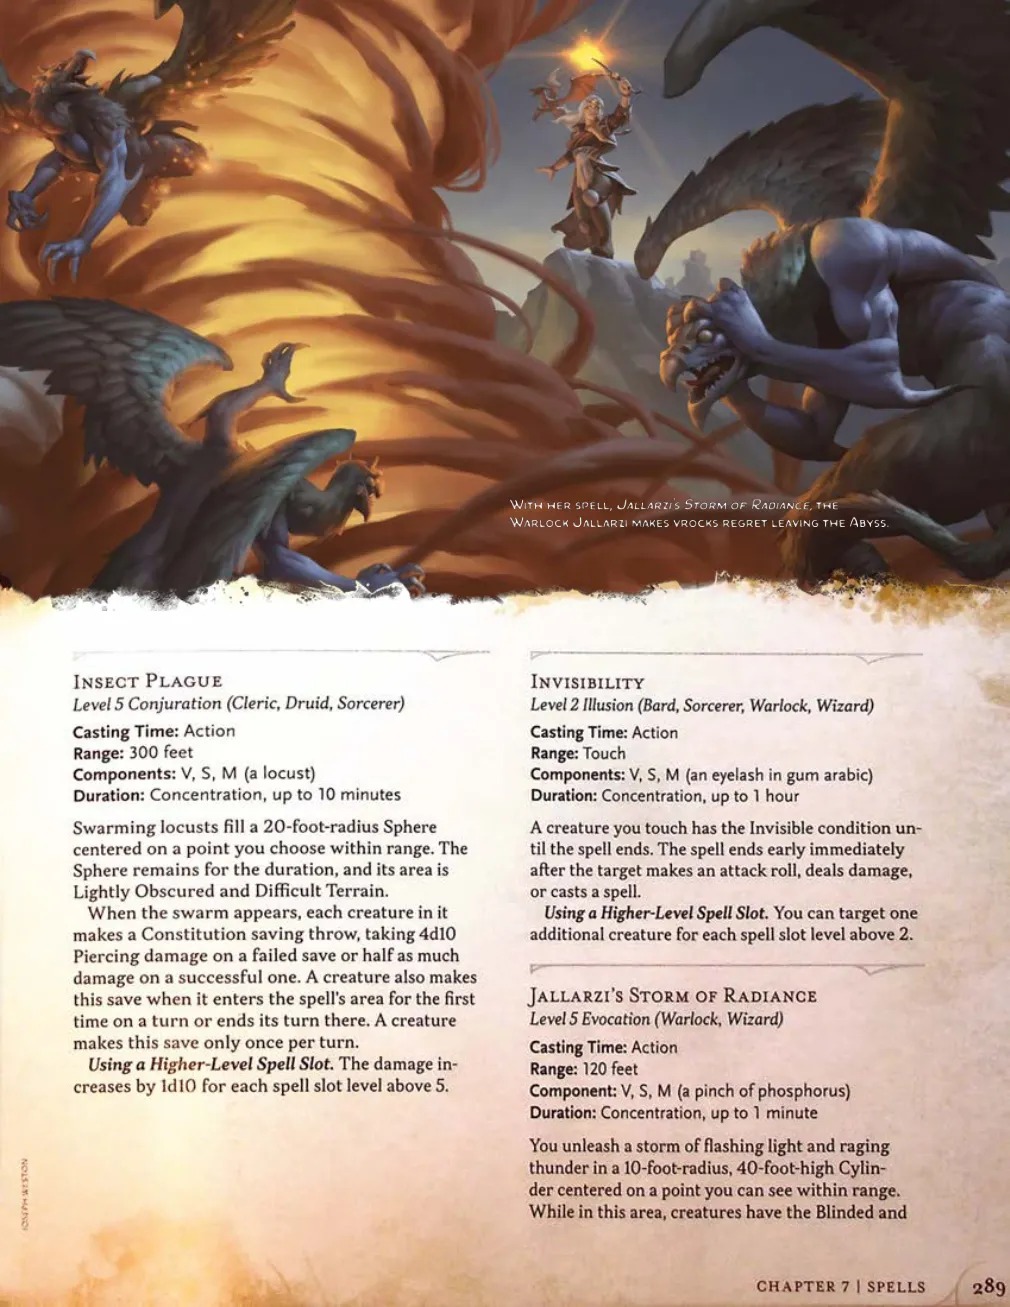 With her spell, Jallarzi's Storm of Radiance, the
Warlock Jallarzi makes vrocks regret leaving the Abyss.
Insect Plague
Level 5 Conjuration (Cleric, Druid, Sorcerer)
Casting Time: Action
Range: 300 feet
Components: V, S, M (a locust)
Duration: Concentration, up to 10 minutes
Swarming locusts fill a 20-foot-radius Sphere
centered on a point you choose within range. The
Sphere remains for the duration, and its area is
Lightly Obscured and Difficult Terrain.
When the swarm appears, each creature in it
makes a Constitution saving throw, taking 4d10
Piercing damage on a failed save or half as much
damage on a successful one. A creature also makes
this save when it enters the spell's area for the first
time on a turn or ends its turn there. A creature
makes this save only once per turn.
Using a Higher-Level Spell Slot. The damage in-
creases by 1d10 for each spell slot level above 5.
Invisibility
Level 2 Illusion (Bard, Sorcerer, Warlock, Wizard)
Casting Time: Action
Range: Touch
Components: V, S, M (an eyelash in gum arabic)
Duration: Concentration, up to 1 hour
A creature you touch has the Invisible condition un-
til the spell ends. The spell ends early immediately
after the target makes an attack roll, deals damage,
or casts a spell.
Using a Higher-Level Spell Slot. You can target one
additional creature for each spell slot level above 2.
Jallarzi's Storm of Radiance
Level 5 Evocation (Warlock, Wizard)
Casting Time: Action
Range: 120 feet
Component: V, S, M (a pinch of phosphorus)
Duration: Concentration, up to 1 minute
You unleash a storm of flashing light and raging
thunder in a 10-foot-radius, 40-foot-high Cylin-
der centered on a point you can see within range.
While in this area, creatures have the Blinded and
JOSEPH WESTON
CHAPTER 7 | SPELLS 289